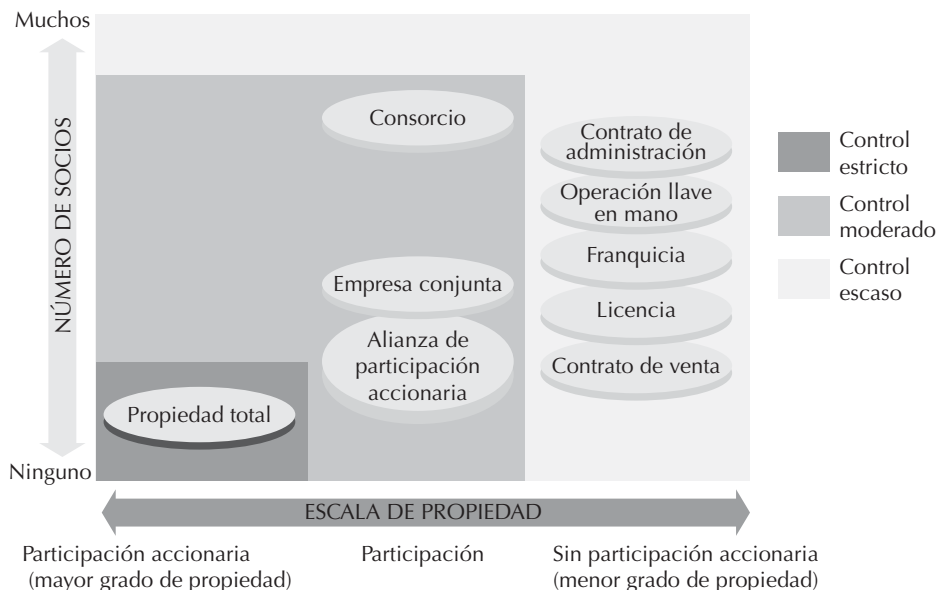 Muchos
NÚMERO DE SOCIOS
Ninguno
Consorcio
Empresa conjunta
Alianza de
participación
accionaria
Propiedad total
Contrato de
administración
Operación llave
en mano
Franquicia
Licencia
Contrato de venta
Control
estricto
Control
moderado
Control
escaso
ESCALA DE PROPIEDAD
Participación accionaria
(mayor grado de propiedad)
Participación
Sin participación accionaria
(menor grado de propiedad)